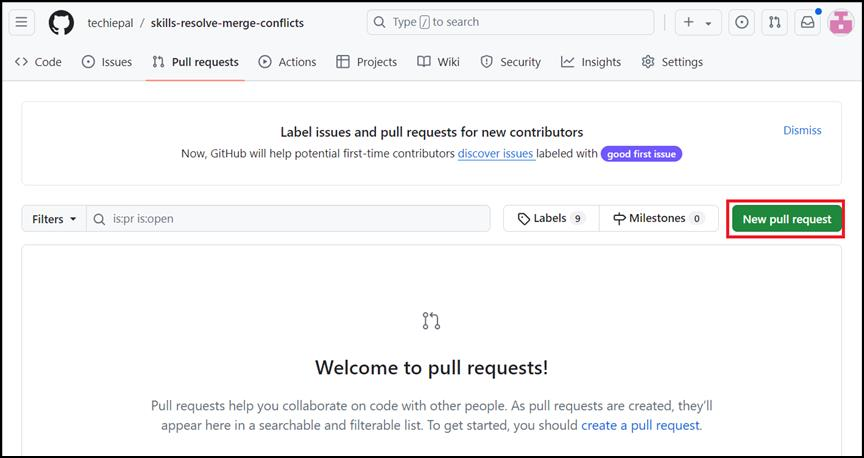 techiepal / skills-resolve-merge-conflicts Type / to search
Code Issues Pull requests Actions Projects Wiki Security Insights Settings
Label issues and pull requests for new contributors Dismiss
Now, GitHub will help potential first-time contributors discover issues labeled with good first issue
Filters is:pr is:open Labels 9 Milestones 0 New pull request
Welcome to pull requests!
Pull requests help you collaborate on code with other people. As pull requests are created, they'll
appear here in a searchable and filterable list. To get started, you should create a pull request.